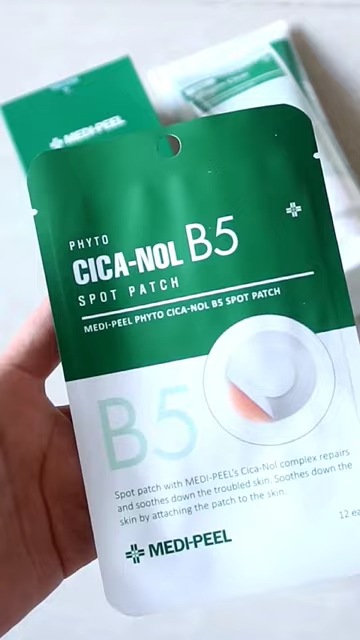 MEDI-PEEL
PHYTO
CICA-NOL B5
SPOT PATCH
MEDI-PEEL PHYTO CICA-NOL B5 SPOT PATCH
B5
Spot patch with MEDI-PEEL's Cica-Nol complex repairs
and soothes down the troubled skin. Soothes down the
skin by attaching the patch to the skin.
12 ea
MEDI-PEEL